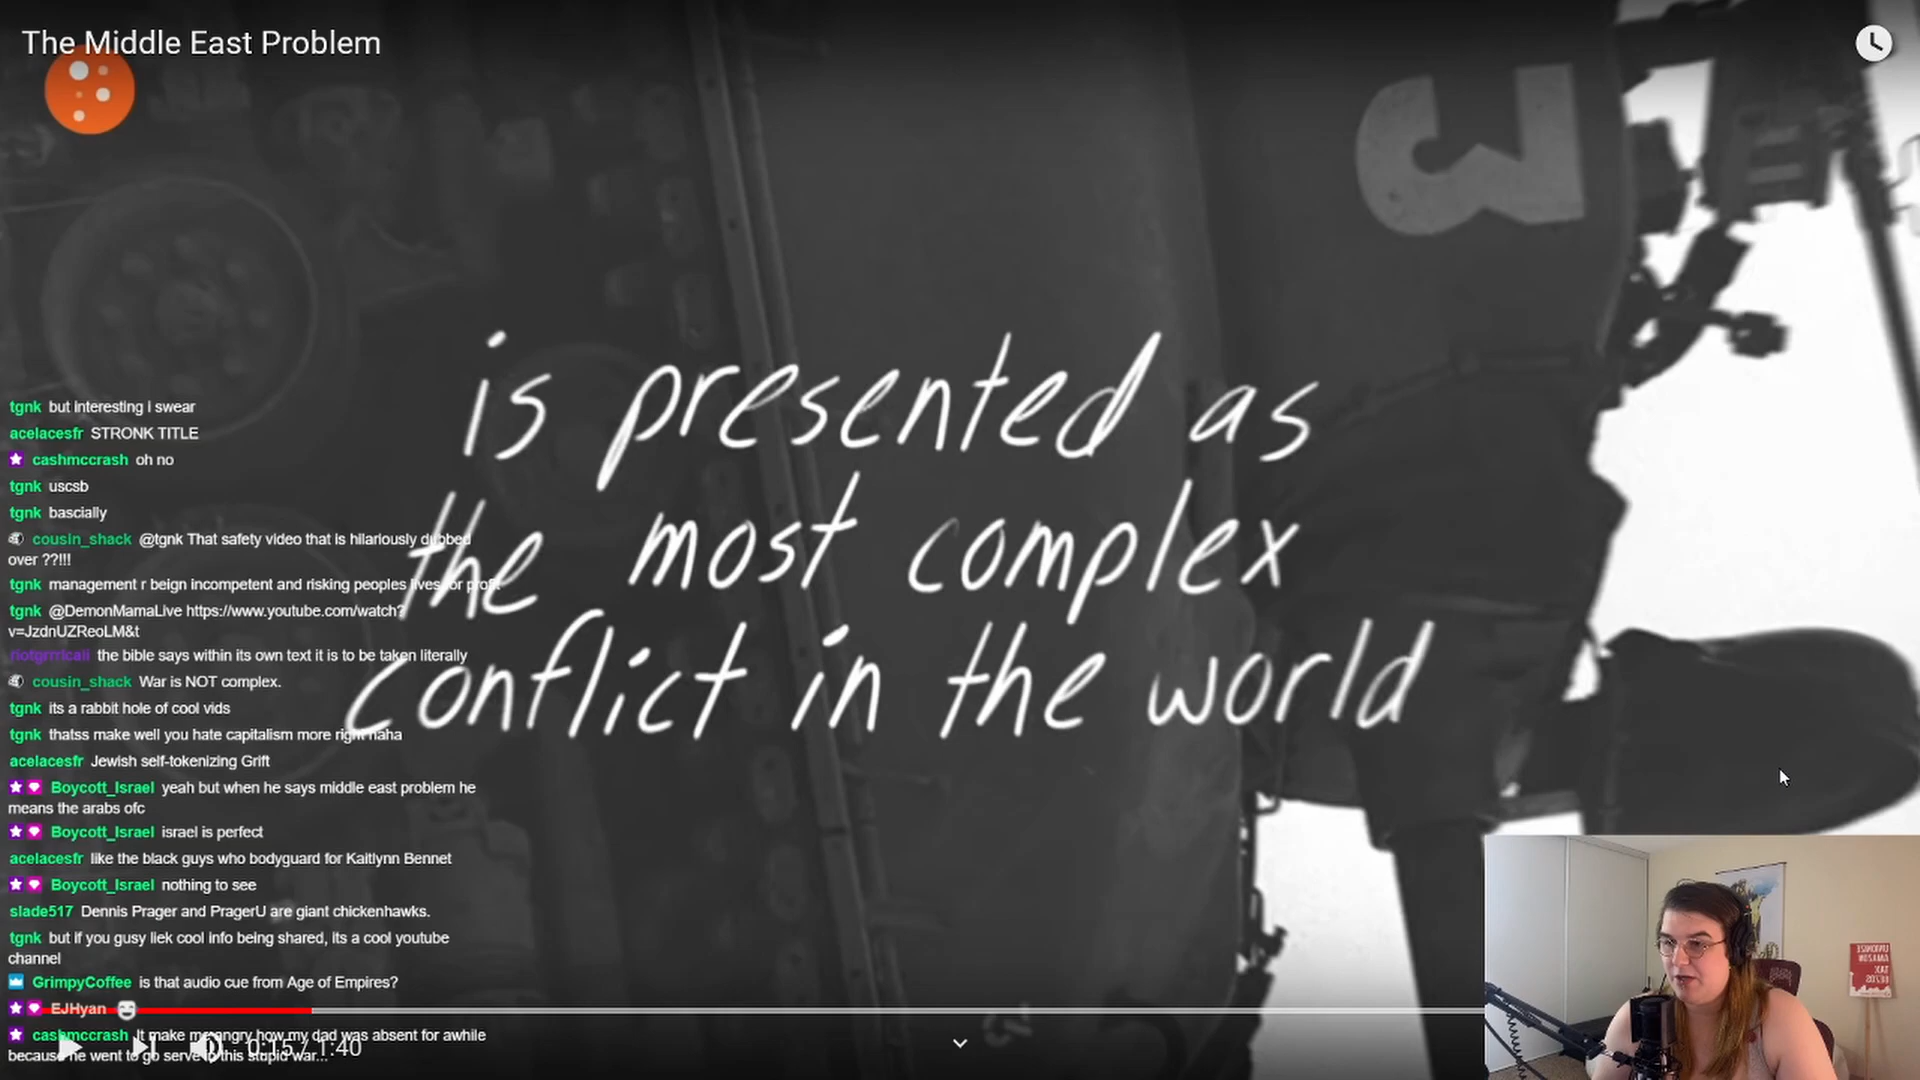 The Middle East Problem
3
is presented as
the most complex
conflict in the world
tgnk but interesting i swear
acelacesfr STRONK TITLE
cashmccrash oh no
tgnk uscsb
tgnk bascially
cousin_shack @tgnk That safety video that is hilariously dubbed
over ??!!!
tgnk management r beign incompetent and risking peoples lives for profit
tgnk @DemonMamaLive https://www.youtube.com/watch?
v=JzdnUZReoLM&t
riotgrrrlcali the bible says within its own text it is to be taken literally
cousin_shack War is NOT complex.
tgnk its a rabbit hole of cool vids
tgnk thatss make well you hate capitalism more right haha
acelacesfr Jewish self-tokenizing Grift
Boycott_Israel yeah but when he says middle east problem he
means the arabs ofc
Boycott_Israel israel is perfect
acelacesfr like the black guys who bodyguard for Kaitlynn Bennet
Boycott_Israel nothing to see
slade517 Dennis Prager and PragerU are giant chickenhawks.
tgnk but if you gusy liek cool info being shared, its a cool youtube
channel
GrimpyCoffee is that audio cue from Age of Empires?
EJHyan
cashmccrash It make me angry how my dad was absent for awhile
because he went to go serve in this stupid war...
0:15 / 1:40
UNIONIZE
AMAZON
TAX
BEZOS